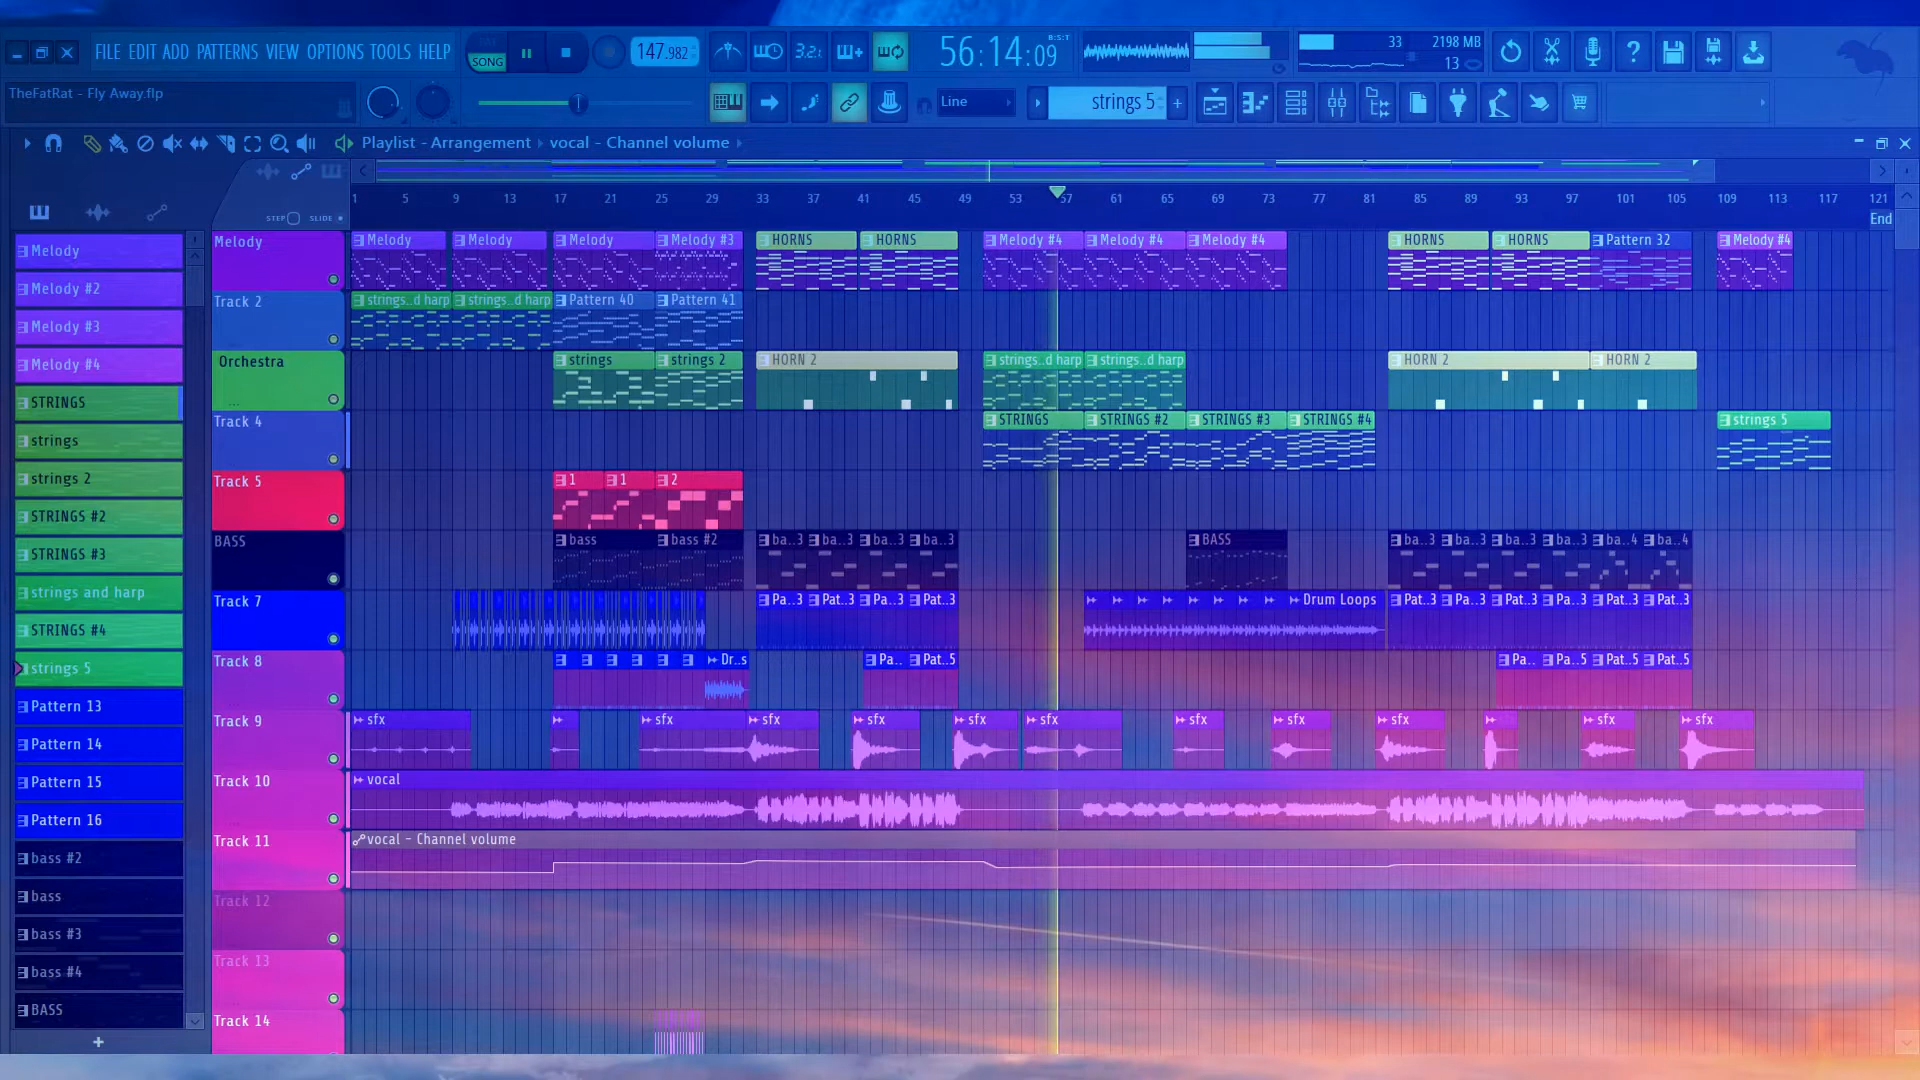 FILE EDIT ADD PATTERNS VIEW OPTIONS TOOLS HELP
SONG
147.982
3.2.
56:14:09
B:S:T
33
2198 MB
13
TheFatRat - Fly Away.flp
Line
strings 5
Playlist - Arrangement › vocal - Channel volume ›
STEP SLIDE
1 5 9 13 17 21 25 29 33 37 41 45 49 53 57 61 65 69 73 77 81 85 89 93 97 101 105 109 113 117 121
End
Melody
Melody #2
Melody #3
Melody #4
STRINGS
strings
strings 2
STRINGS #2
STRINGS #3
strings and harp
STRINGS #4
strings 5
Pattern 13
Pattern 14
Pattern 15
Pattern 16
bass #2
bass
bass #3
bass #4
BASS
+
Melody
Melody Melody Melody Melody #3 HORNS HORNS Melody #4 Melody #4 Melody #4 HORNS HORNS Pattern 32 Melody #4
Track 2
strings..d harp strings..d harp Pattern 40 Pattern 41
Orchestra
strings strings 2 HORN 2 strings..d harp strings..d harp HORN 2 HORN 2
Track 4
STRINGS STRINGS #2 STRINGS #3 STRINGS #4 strings 5
Track 5
1 1 2
BASS
bass bass #2 ba..3 ba..3 ba..3 ba..3 BASS ba..3 ba..3 ba..3 ba..3 ba..4 ba..4
Track 7
Pa..3 Pat..3 Pa..3 Pat..3 Drum Loops Pat..3 Pa..3 Pat..3 Pa..3 Pat..3 Pat..3
Track 8
Dr..s Pa.. Pat..5 Pa.. Pa..5 Pat..5 Pat..5
Track 9
sfx sfx sfx sfx sfx sfx sfx sfx sfx sfx sfx
Track 10
vocal
Track 11
vocal - Channel volume
Track 12
Track 13
Track 14